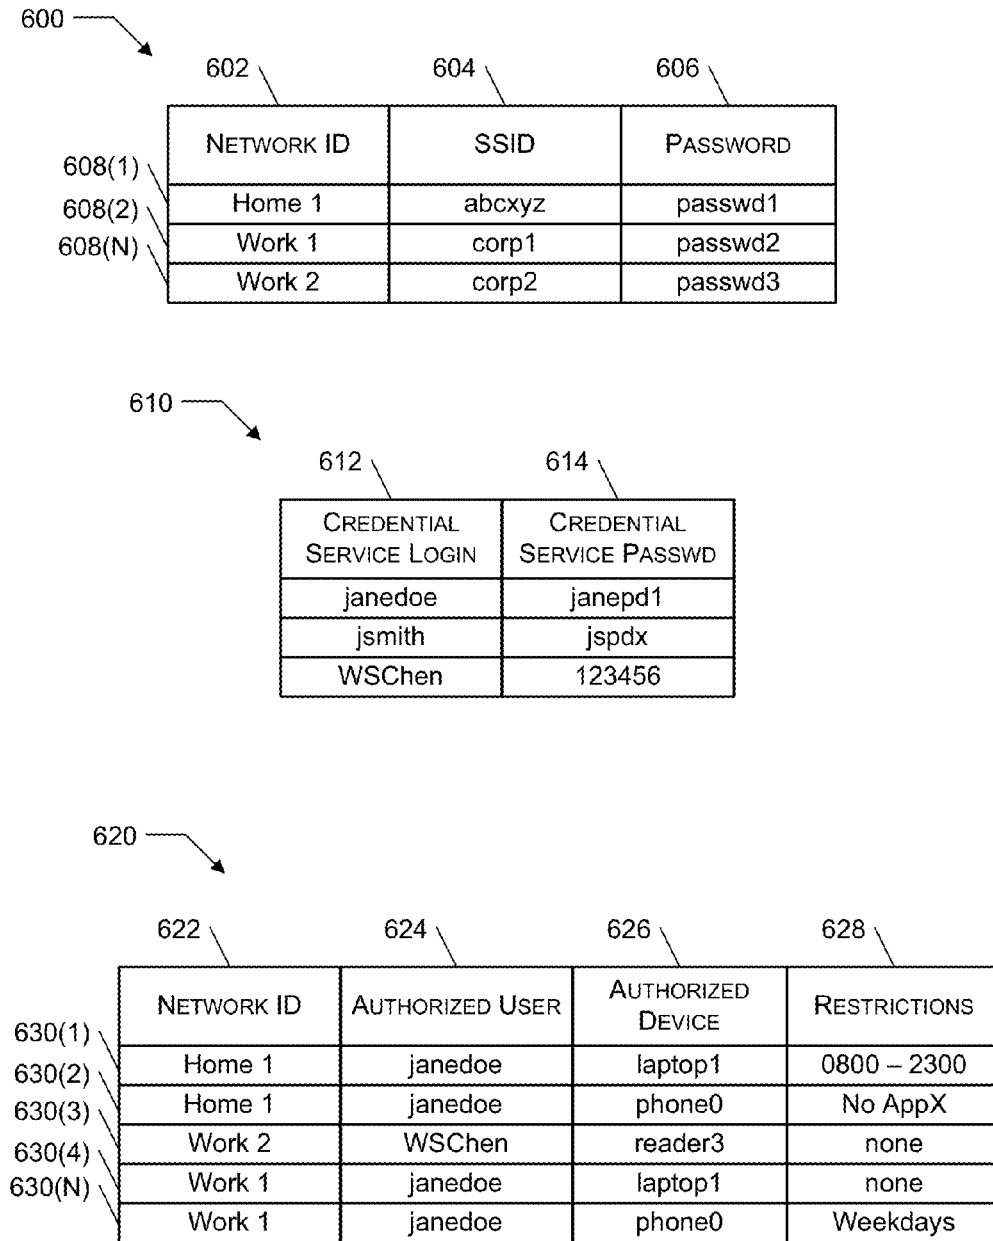 600
602 604 606
NETWORK ID SSID PASSWORD
608(1)
Home 1 abcxyz passwd1
608(2)
Work 1 corp1 passwd2
608(N)
Work 2 corp2 passwd3
610
612 614
CREDENTIAL SERVICE LOGIN CREDENTIAL SERVICE PASSWD
janedoe janepd1
jsmith jspdx
WSChen 123456
620
622 624 626 628
NETWORK ID AUTHORIZED USER AUTHORIZED DEVICE RESTRICTIONS
630(1)
Home 1 janedoe laptop1 0800 – 2300
630(2)
Home 1 janedoe phone0 No AppX
630(3)
Work 2 WSChen reader3 none
630(4)
Work 1 janedoe laptop1 none
630(N)
Work 1 janedoe phone0 Weekdays